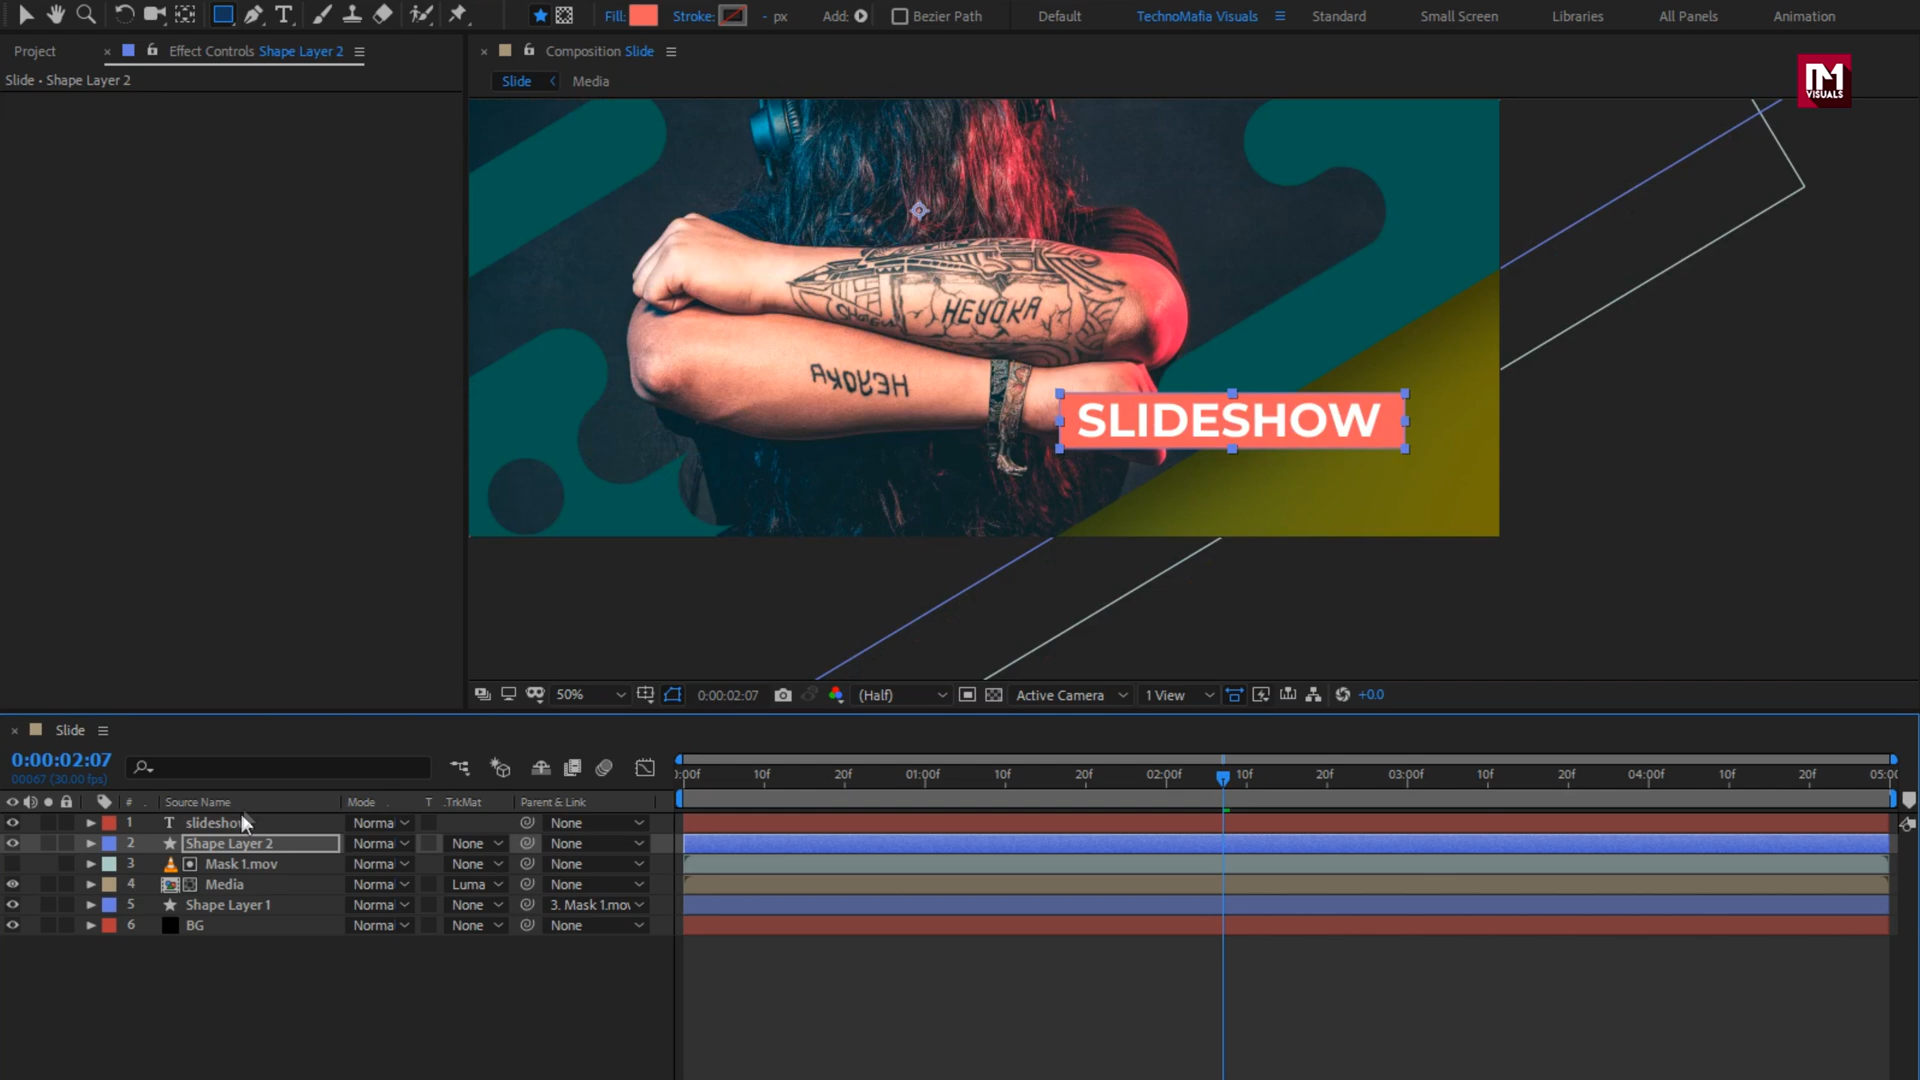 Fill: Stroke: - px Add: Bezier Path Default TechnoMafia Visuals Standard Small Screen Libraries All Panels Animation
Project × Effect Controls Shape Layer 2
× Composition Slide
Slide • Shape Layer 2
Slide Media
VISUALS
HEYOKA
HEYOKA
SLIDESHOW
50% 0:00:02:07 (Half) Active Camera 1 View +0.0
× Slide
0:00:02:07
00067 (30.00 fps)
):00f 10f 20f 01:00f 10f 20f 02:00f 10f 20f 03:00f 10f 20f 04:00f 10f 20f 05:00
# Source Name Mode T .TrkMat Parent & Link
1 T slideshow Norma None
2 Shape Layer 2 Norma None None
3 Mask 1.mov Norma None None
4 Media Norma Luma None
5 Shape Layer 1 Norma None 3. Mask 1.mov
6 BG Norma None None